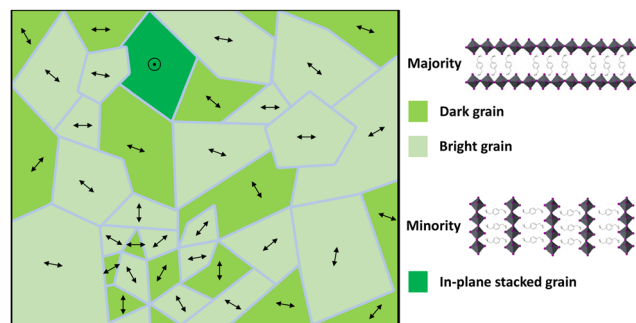 Majority
Dark grain
Bright grain
Minority
In-plane stacked grain